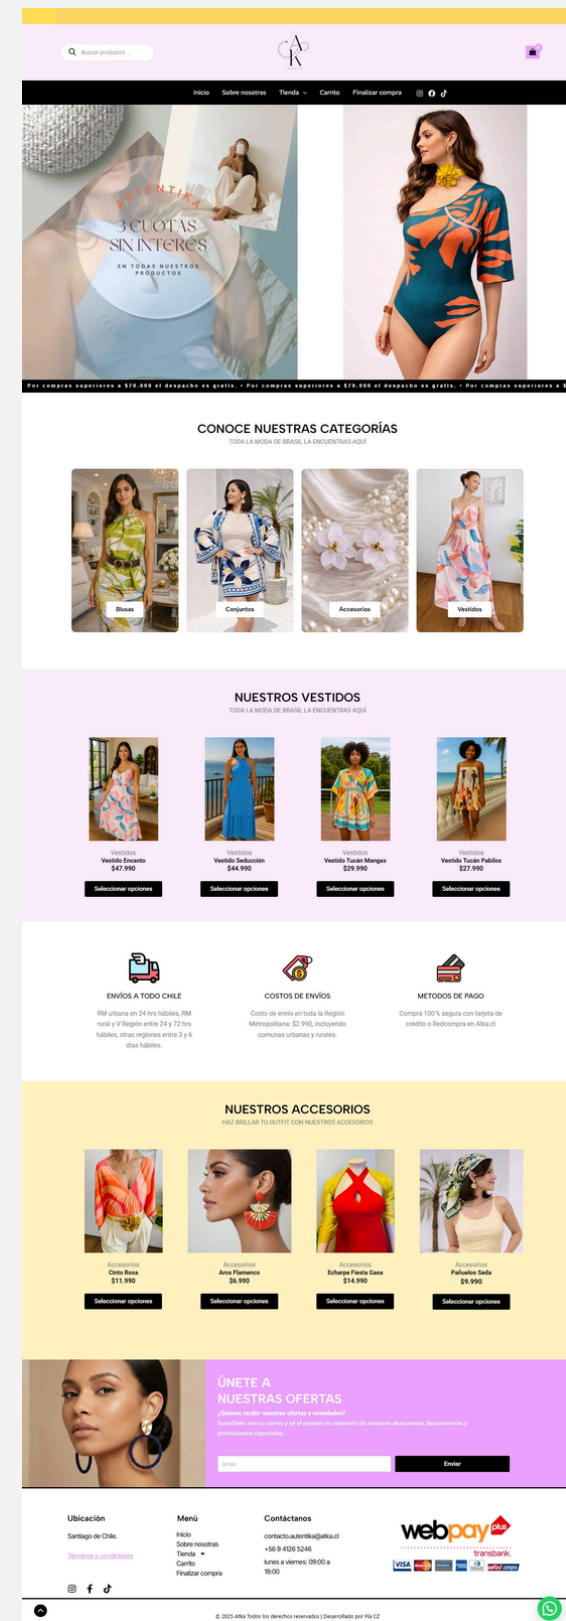 Buscar productos ...
AK
Inicio Sobre nosotras Tienda Carrito Finalizar compra
AUTENTIKA
3 CUOTAS
SIN INTERÉS
EN TODAS NUESTROS
PRODUCTOS
Por compras superiores a $70.000 el despacho es gratis. • Por compras superiores a $70.000 el despacho es gratis. • Por compras superiores a $
CONOCE NUESTRAS CATEGORÍAS
TODA LA MODA DE BRASIL LA ENCUENTRAS AQUÍ
Blusas
Conjuntos
Accesorios
Vestidos
NUESTROS VESTIDOS
TODA LA MODA DE BRASIL LA ENCUENTRAS AQUÍ
Vestidos
Vestido Encanto
$47.990
Seleccionar opciones
Vestidos
Vestido Seducción
$44.990
Seleccionar opciones
Vestidos
Vestido Tucán Mangas
$29.990
Seleccionar opciones
Vestidos
Vestido Tucán Pabilos
$27.990
Seleccionar opciones
ENVÍOS A TODO CHILE
RM urbana en 24 hrs hábiles, RM
rural y V Región entre 24 y 72 hrs
hábiles, otras regiones entre 3 y 6
días hábiles.
COSTOS DE ENVÍOS
Costo de envío en toda la Región
Metropolitana: $2.990, incluyendo
comunas urbanas y rurales.
METODOS DE PAGO
Compra 100% segura con tarjeta de
crédito o Redcompra en Atka.cl
NUESTROS ACCESORIOS
HAZ BRILLAR TU OUTFIT CON NUESTROS ACCESORIOS
Accesorios
Cinto Rosa
$11.990
Seleccionar opciones
Accesorios
Aros Flamenco
$6.990
Seleccionar opciones
Accesorios
Echarpe Fiesta Gasa
$14.990
Seleccionar opciones
Accesorios
Pañuelos Seda
$9.990
Seleccionar opciones
ÚNETE A
NUESTRAS OFERTAS
¿Quieres recibir nuestras ofertas y novedades?
Suscríbete con tu correo y sé el primero en enterarte de nuestros descuentos, lanzamientos y
promociones especiales.
Email
Enviar
Ubicación
Santiago de Chile.
Términos y condiciones
Menú
Inicio
Sobre nosotras
Tienda
Carrito
Finalizar compra
Contáctanos
contacto.autentika@atka.cl
+56 9 4126 5246
lunes a viernes: 09:00 a
18:00
webpay plus
transbank.
VISA
© 2025 Atka Todos los derechos reservados | Desarrollado por Pla CZ